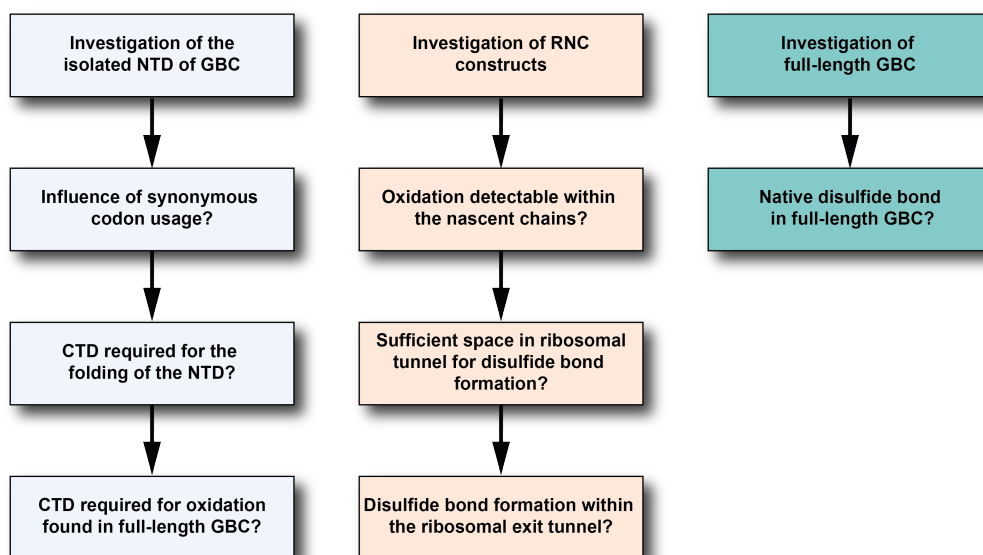 Investigation of the
isolated NTD of GBC
Influence of synonymous
codon usage?
CTD required for the
folding of the NTD?
CTD required for oxidation
found in full-length GBC?
Investigation of RNC
constructs
Oxidation detectable within
the nascent chains?
Sufficient space in ribosomal
tunnel for disulfide bond
formation?
Disulfide bond formation within
the ribosomal exit tunnel?
Investigation of
full-length GBC
Native disulfide bond
in full-length GBC?